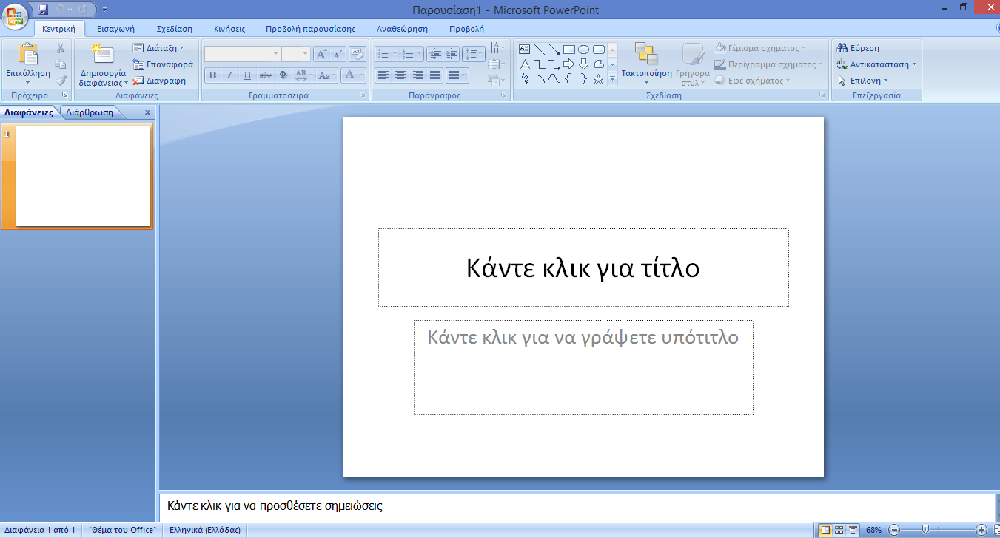 Παρουσίαση1 - Microsoft PowerPoint
Κεντρική Εισαγωγή Σχεδίαση Κινήσεις Προβολή παρουσίασης Αναθεώρηση Προβολή
Επικόλληση
Πρόχειρο
Δημιουργία
διαφάνειας
Διάταξη
Επαναφορά
Διαγραφή
Διαφάνειες
B I U abc S AV Aa A
Γραμματοσειρά
Παράγραφος
Τακτοποίηση
Γρήγορα
στυλ
Γέμισμα σχήματος
Περίγραμμα σχήματος
Εφέ σχήματος
Σχεδίαση
Εύρεση
Αντικατάσταση
Επιλογή
Επεξεργασία
Διαφάνειες Διάρθρωση x
1
Κάντε κλικ για τίτλο
Κάντε κλικ για να γράψετε υπότιτλο
Κάντε κλικ για να προσθέσετε σημειώσεις
Διαφάνεια 1 από 1 "Θέμα του Office" Ελληνικά (Ελλάδας) 68%